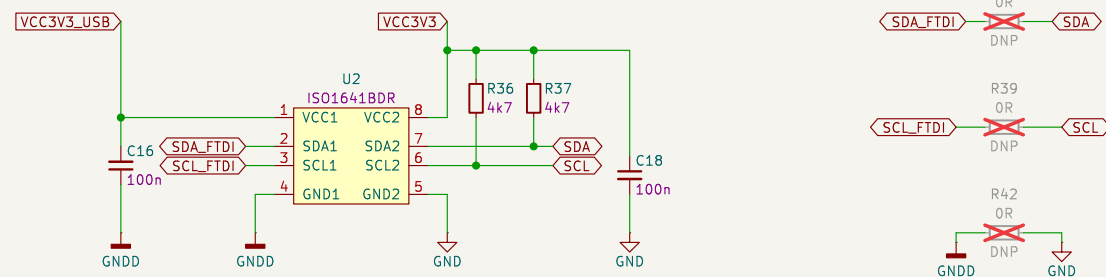 VCC3V3_USB
VCC3V3
U2
ISO1641BDR
1 VCC1 VCC2 8
2 SDA1 SDA2 7
3 SCL1 SCL2 6
4 GND1 GND2 5
SDA_FTDI
SCL_FTDI
C16
100n
R36
4k7
R37
4k7
SDA
SCL
C18
100n
GNDD
GNDD
GND
GND
0R
SDA_FTDI
SDA
DNP
R39
0R
SCL_FTDI
SCL
DNP
R42
0R
DNP
GNDD
GND